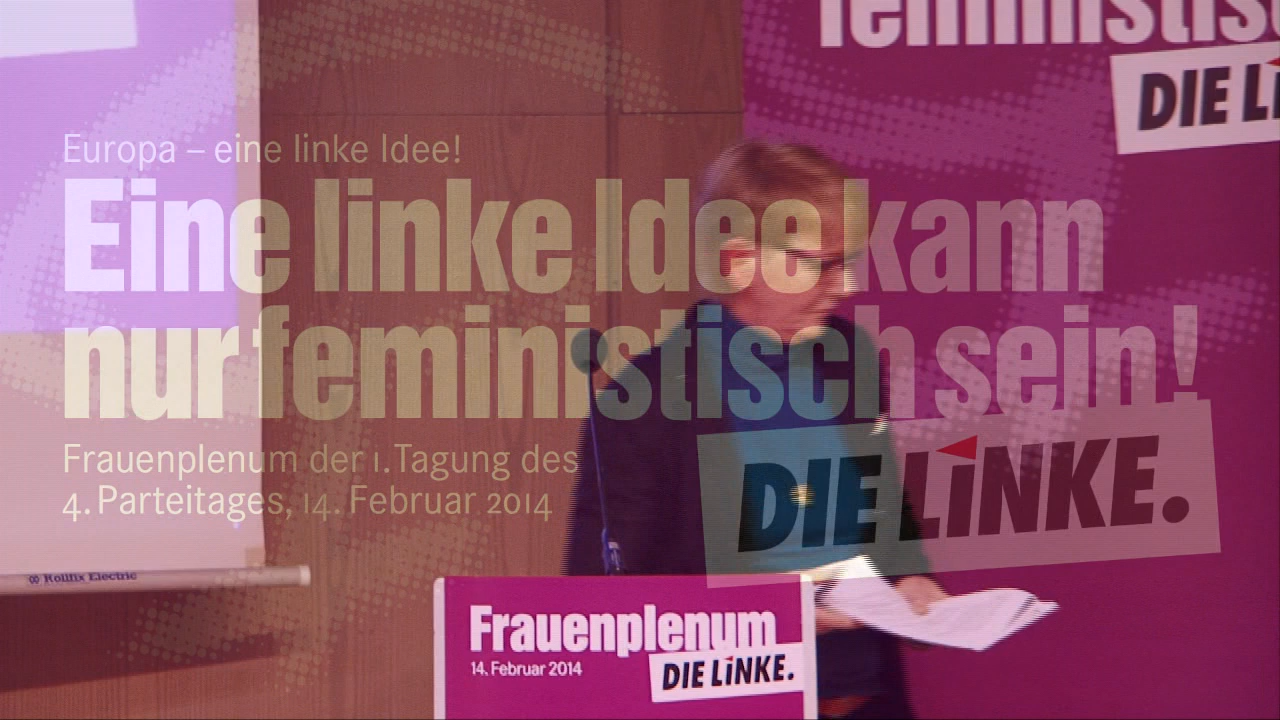 feministisc
DIE LI
Europa – eine linke Idee!
Eine linke Idee kann
nur feministisch sein!
Frauenplenum der 1. Tagung des
4. Parteitages, 14. Februar 2014
DIE LINKE.
Rollfix Electric
Frauenplenum
14. Februar 2014
DIE LINKE.